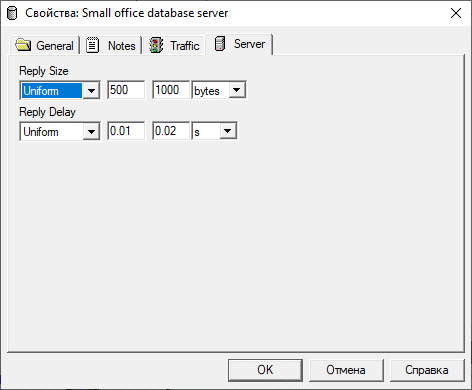 Свойства: Small office database server
General Notes Traffic Server
Reply Size
Uniform 500 1000 bytes
Reply Delay
Uniform 0.01 0.02 s
OK Отмена Справка